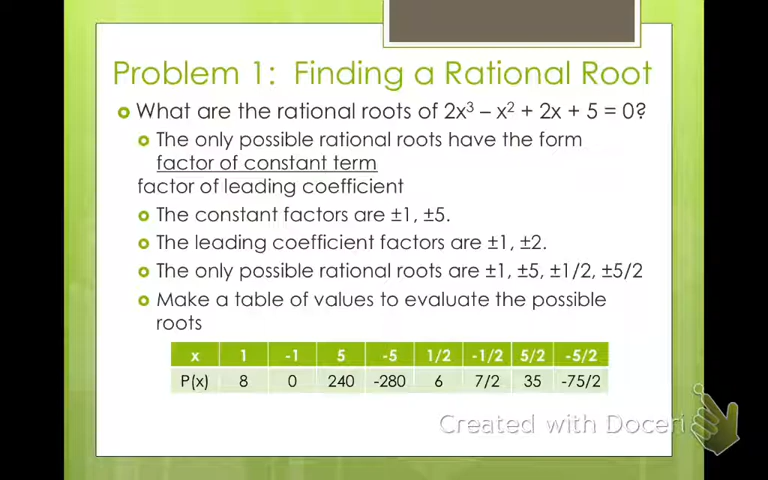 Problem 1: Finding a Rational Root
What are the rational roots of 2x³ – x² + 2x + 5 = 0?
The only possible rational roots have the form
factor of constant term
factor of leading coefficient
The constant factors are ±1, ±5.
The leading coefficient factors are ±1, ±2.
The only possible rational roots are ±1, ±5, ±1/2, ±5/2
Make a table of values to evaluate the possible
roots
x 1 -1 5 -5 1/2 -1/2 5/2 -5/2
P(x) 8 0 240 -280 6 7/2 35 -75/2
Created with Doceri